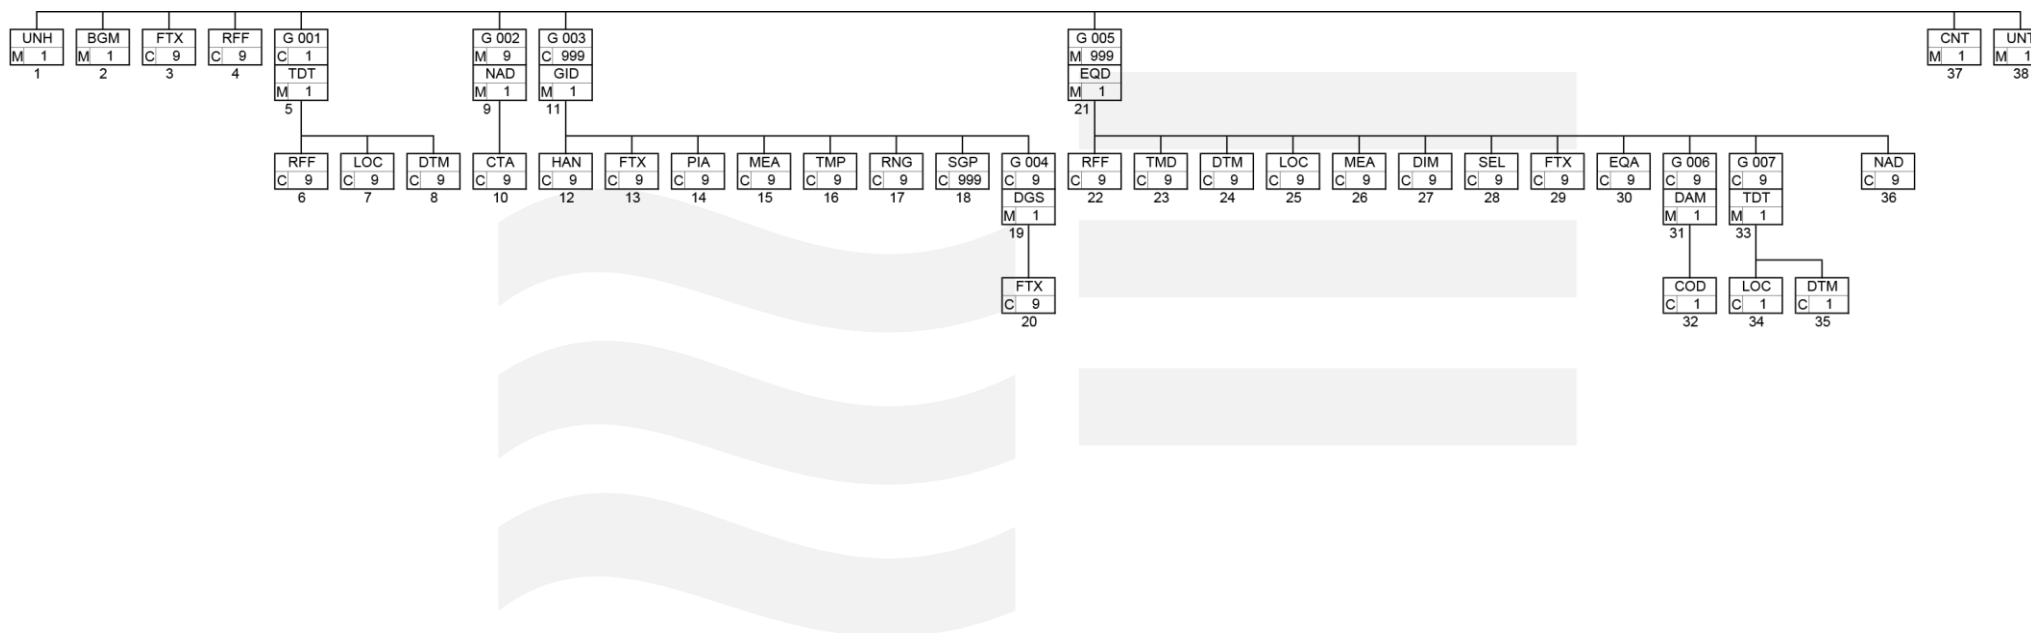 UNH BGM FTX RFF G 001 G 002 G 003 G 005 CNT UNT
M 1 M 1 C 9 C 9 C 1 M 9 C 999 M 999 M 1 M 1
1 2 3 4 TDT NAD GID EQD 37 38
M 1 M 1 M 1 M 1
5 9 11 21
RFF LOC DTM CTA HAN FTX PIA MEA TMP RNG SGP G 004 RFF TMD DTM LOC MEA DIM SEL FTX EQA G 006 G 007 NAD
C 9 C 9 C 9 C 9 C 9 C 9 C 9 C 9 C 9 C 9 C 999 C 9 C 9 C 9 C 9 C 9 C 9 C 9 C 9 C 9 C 9 C 9 C 9 C 9
6 7 8 10 12 13 14 15 16 17 18 DGS 22 23 24 25 26 27 28 29 30 DAM TDT 36
M 1 M 1 M 1
19 31 33
FTX COD LOC DTM
C 9 C 1 C 1 C 1
20 32 34 35